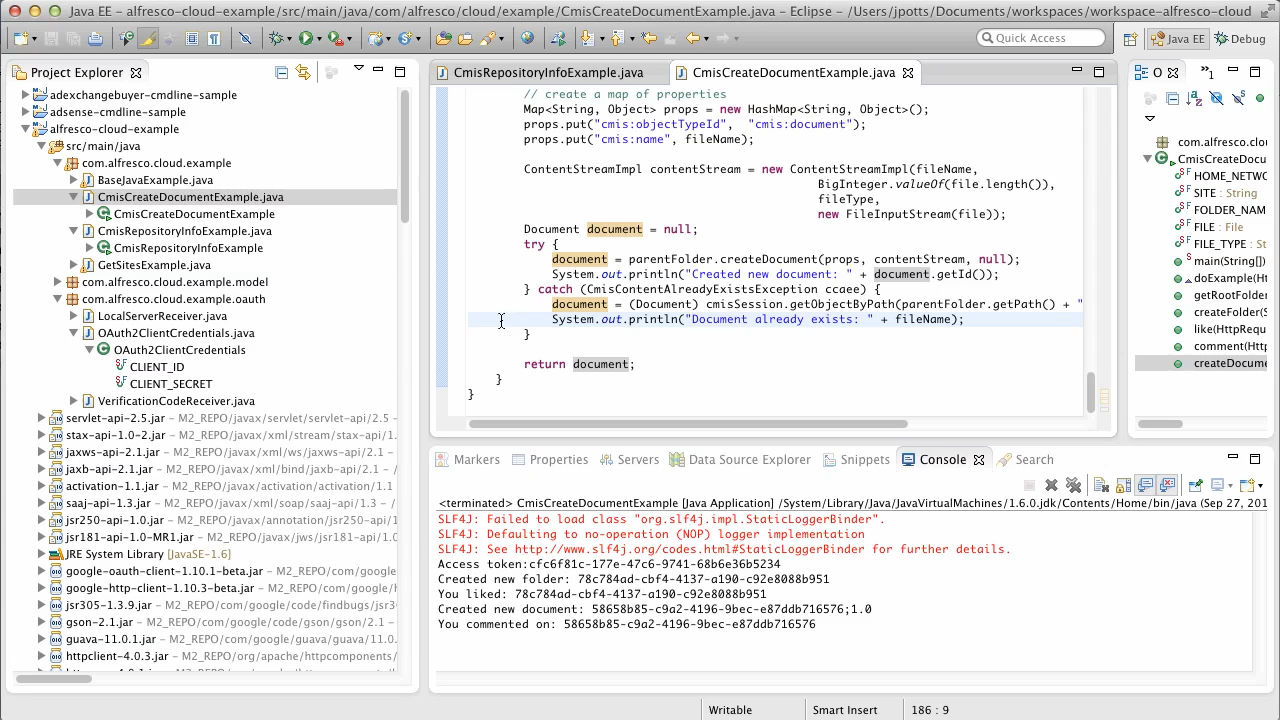 Java EE – alfresco-cloud-example/src/main/java/com/alfresco/cloud/example/CmisCreateDocumentExample.java – Eclipse – /Users/jpotts/Documents/workspaces/workspace-alfresco-cloud
Quick Access
Java EE
Debug
Project Explorer
adexchangebuyer-cmdline-sample
adsense-cmdline-sample
alfresco-cloud-example
src/main/java
com.alfresco.cloud.example
BaseJavaExample.java
CmisCreateDocumentExample.java
CmisCreateDocumentExample
CmisRepositoryInfoExample.java
CmisRepositoryInfoExample
GetSitesExample.java
com.alfresco.cloud.example.model
com.alfresco.cloud.example.oauth
LocalServerReceiver.java
OAuth2ClientCredentials.java
OAuth2ClientCredentials
CLIENT_ID
CLIENT_SECRET
VerificationCodeReceiver.java
servlet-api-2.5.jar – M2_REPO/javax/servlet/servlet-api/2.5
stax-api-1.0-2.jar – M2_REPO/javax/xml/stream/stax-api/1.
jaxws-api-2.1.jar – M2_REPO/javax/xml/ws/jaxws-api/2.1
jaxb-api-2.1.jar – M2_REPO/javax/xml/bind/jaxb-api/2.1
activation-1.1.jar – M2_REPO/javax/activation/activation/1.
saaj-api-1.3.jar – M2_REPO/javax/xml/soap/saaj-api/1.3
jsr250-api-1.0.jar – M2_REPO/javax/annotation/jsr250-api/
jsr181-api-1.0-MR1.jar – M2_REPO/javax/jws/jsr181-api/1.
JRE System Library [JavaSE-1.6]
google-oauth-client-1.10.1-beta.jar – M2_REPO/com/goog
google-http-client-1.10.3-beta.jar – M2_REPO/com/google/
jsr305-1.3.9.jar – M2_REPO/com/google/code/findbugs/jsr3
gson-2.1.jar – M2_REPO/com/google/code/gson/gson/2.1
guava-11.0.1.jar – M2_REPO/com/google/guava/guava/11.0.
httpclient-4.0.3.jar – M2_REPO/org/apache/httpcomponents/
CmisRepositoryInfoExample.java
CmisCreateDocumentExample.java
// create a map of properties
Map<String, Object> props = new HashMap<String, Object>();
props.put("cmis:objectTypeId", "cmis:document");
props.put("cmis:name", fileName);
ContentStreamImpl contentStream = new ContentStreamImpl(fileName,
BigInteger.valueOf(file.length()),
fileType,
new FileInputStream(file));
Document document = null;
try {
document = parentFolder.createDocument(props, contentStream, null);
System.out.println("Created new document: " + document.getId());
} catch (CmisContentAlreadyExistsException ccaee) {
document = (Document) cmisSession.getObjectByPath(parentFolder.getPath() + "
System.out.println("Document already exists: " + fileName);
}
return document;
}
}
O
com.alfresco.clou
CmisCreateDocu
HOME_NETWO
SITE : String
FOLDER_NAM
FILE : File
FILE_TYPE : St
main(String[]
doExample(Ht
getRootFolder
createFolder(S
like(HttpRequ
comment(Http
createDocume
Markers
Properties
Servers
Data Source Explorer
Snippets
Console
Search
<terminated> CmisCreateDocumentExample [Java Application] /System/Library/Java/JavaVirtualMachines/1.6.0.jdk/Contents/Home/bin/java (Sep 27, 201
SLF4J: Failed to load class "org.slf4j.impl.StaticLoggerBinder".
SLF4J: Defaulting to no-operation (NOP) logger implementation
SLF4J: See http://www.slf4j.org/codes.html#StaticLoggerBinder for further details.
Access token:cfc6f81c-177e-47c6-9741-68b6e36b5234
Created new folder: 78c784ad-cbf4-4137-a190-c92e8088b951
You liked: 78c784ad-cbf4-4137-a190-c92e8088b951
Created new document: 58658b85-c9a2-4196-9bec-e87ddb716576;1.0
You commented on: 58658b85-c9a2-4196-9bec-e87ddb716576
Writable
Smart Insert
186 : 9